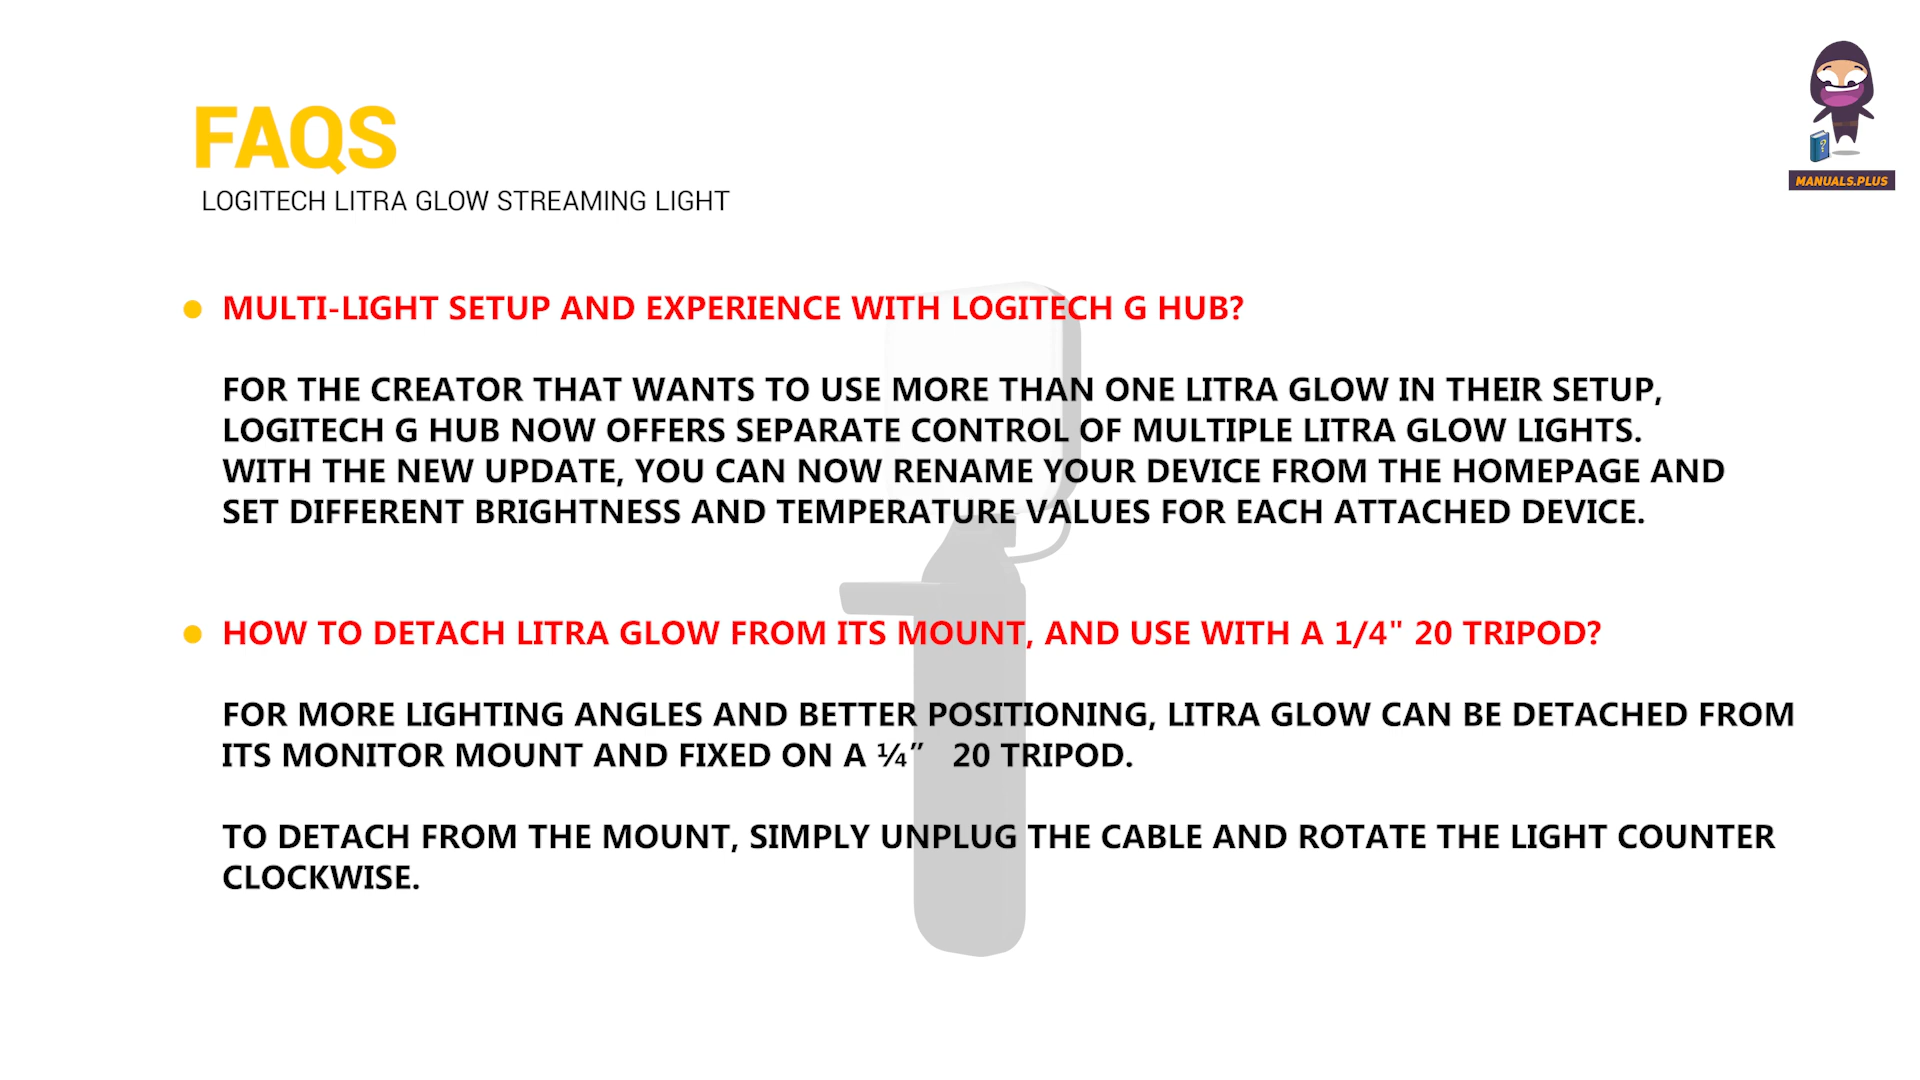 FAQS
LOGITECH LITRA GLOW STREAMING LIGHT
MANUALS.PLUS
MULTI-LIGHT SETUP AND EXPERIENCE WITH LOGITECH G HUB?
FOR THE CREATOR THAT WANTS TO USE MORE THAN ONE LITRA GLOW IN THEIR SETUP,
LOGITECH G HUB NOW OFFERS SEPARATE CONTROL OF MULTIPLE LITRA GLOW LIGHTS.
WITH THE NEW UPDATE, YOU CAN NOW RENAME YOUR DEVICE FROM THE HOMEPAGE AND
SET DIFFERENT BRIGHTNESS AND TEMPERATURE VALUES FOR EACH ATTACHED DEVICE.
HOW TO DETACH LITRA GLOW FROM ITS MOUNT, AND USE WITH A 1/4" 20 TRIPOD?
FOR MORE LIGHTING ANGLES AND BETTER POSITIONING, LITRA GLOW CAN BE DETACHED FROM
ITS MONITOR MOUNT AND FIXED ON A ¼” 20 TRIPOD.
TO DETACH FROM THE MOUNT, SIMPLY UNPLUG THE CABLE AND ROTATE THE LIGHT COUNTER
CLOCKWISE.